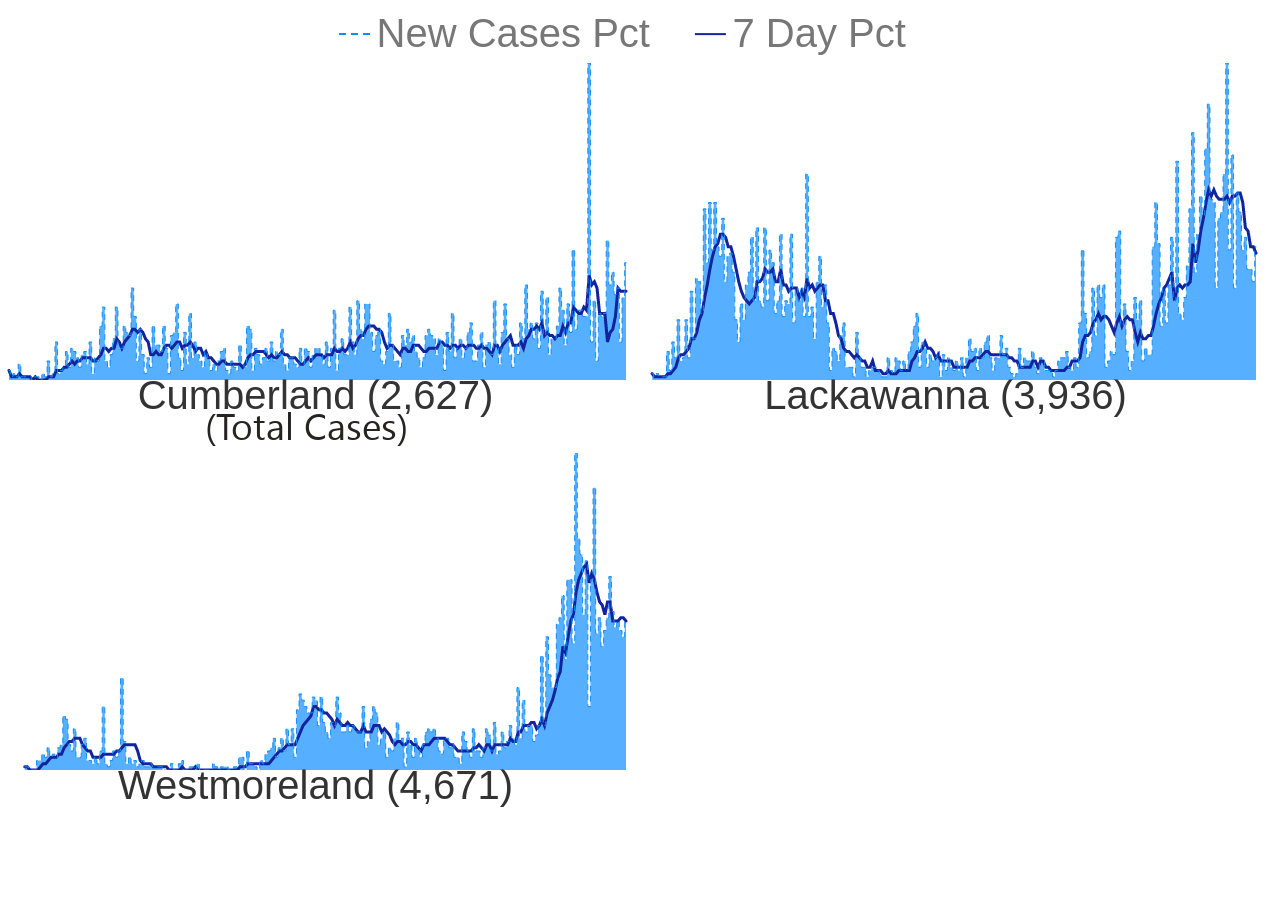 New Cases Pct 7 Day Pct
Cumberland (2,627) Lackawanna (3,936)
(Total Cases)
Westmoreland (4,671)